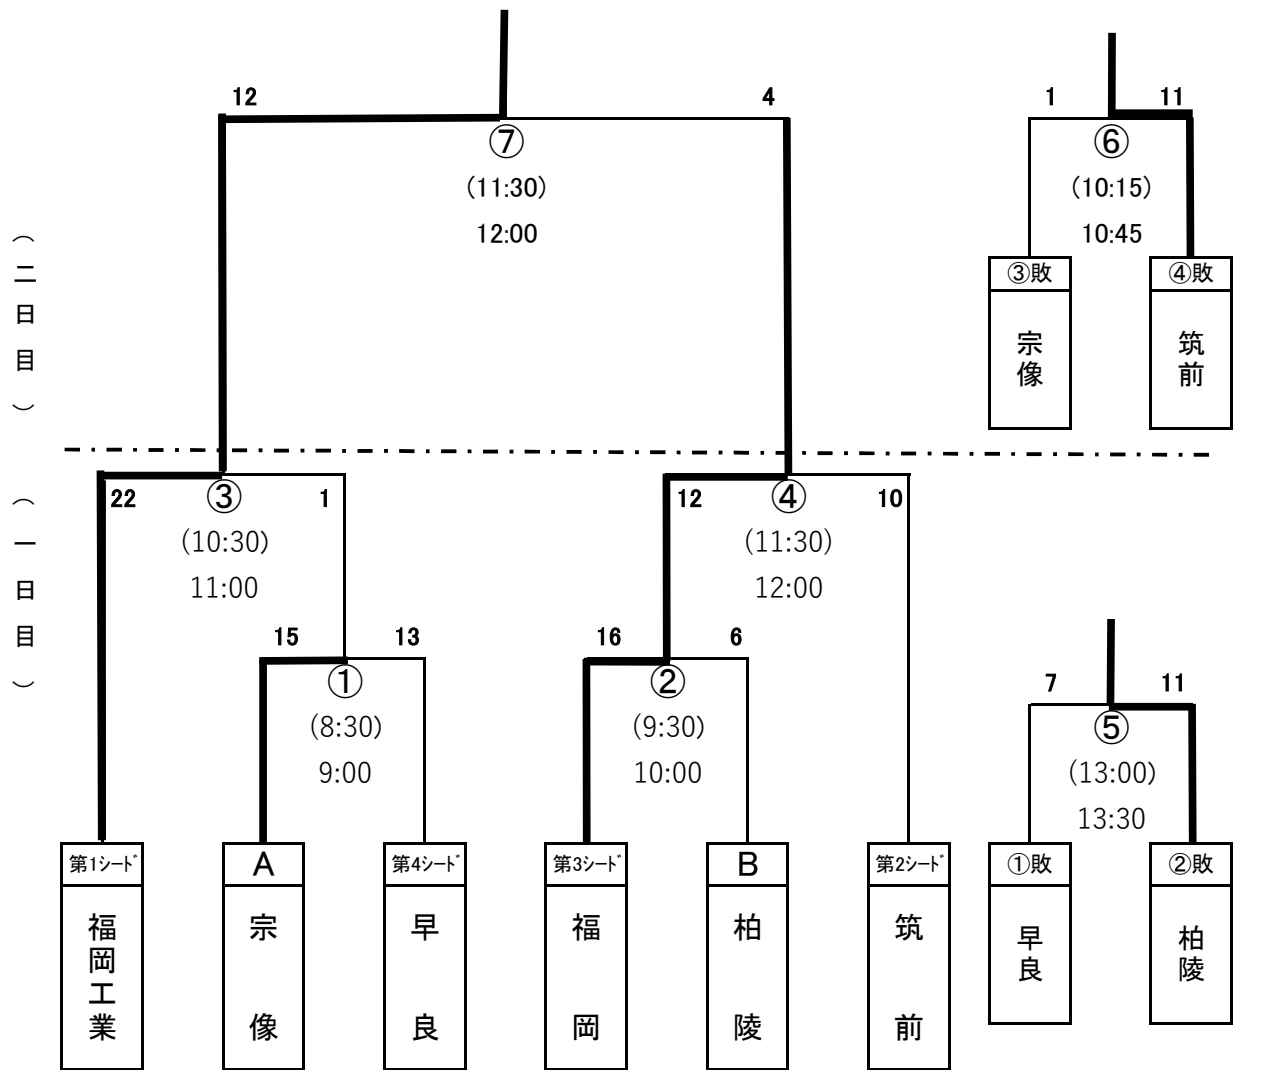 12
4
⑦
(11:30)
12:00
1
11
⑥
(10:15)
10:45
③敗
宗像
④敗
筑前
（二日目）
（一日目）
22
1
③
(10:30)
11:00
12
10
④
(11:30)
12:00
15
13
①
(8:30)
9:00
16
6
②
(9:30)
10:00
7
11
⑤
(13:00)
13:30
第1ｼｰﾄﾞ
福岡工業
A
宗像
第4ｼｰﾄﾞ
早良
第3ｼｰﾄﾞ
福岡
B
柏陵
第2ｼｰﾄﾞ
筑前
①敗
早良
②敗
柏陵